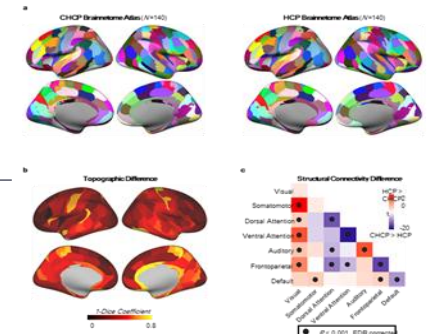 a
CHCP Brainnetome Atlas (N=140)
HCP Brainnetome Atlas (N=140)
b
Topographic Difference
1-Dice Coefficient
0
0.8
c
Structural Connectivity Difference
Visual
Somatomotor
Dorsal Attention
Ventral Attention
Auditory
Frontoparietal
Default
HCP >
CHCP
0
-20
CHCP > HCP
Visual
Somatomotor
Dorsal Attention
Ventral Attention
Auditory
Frontoparietal
Default